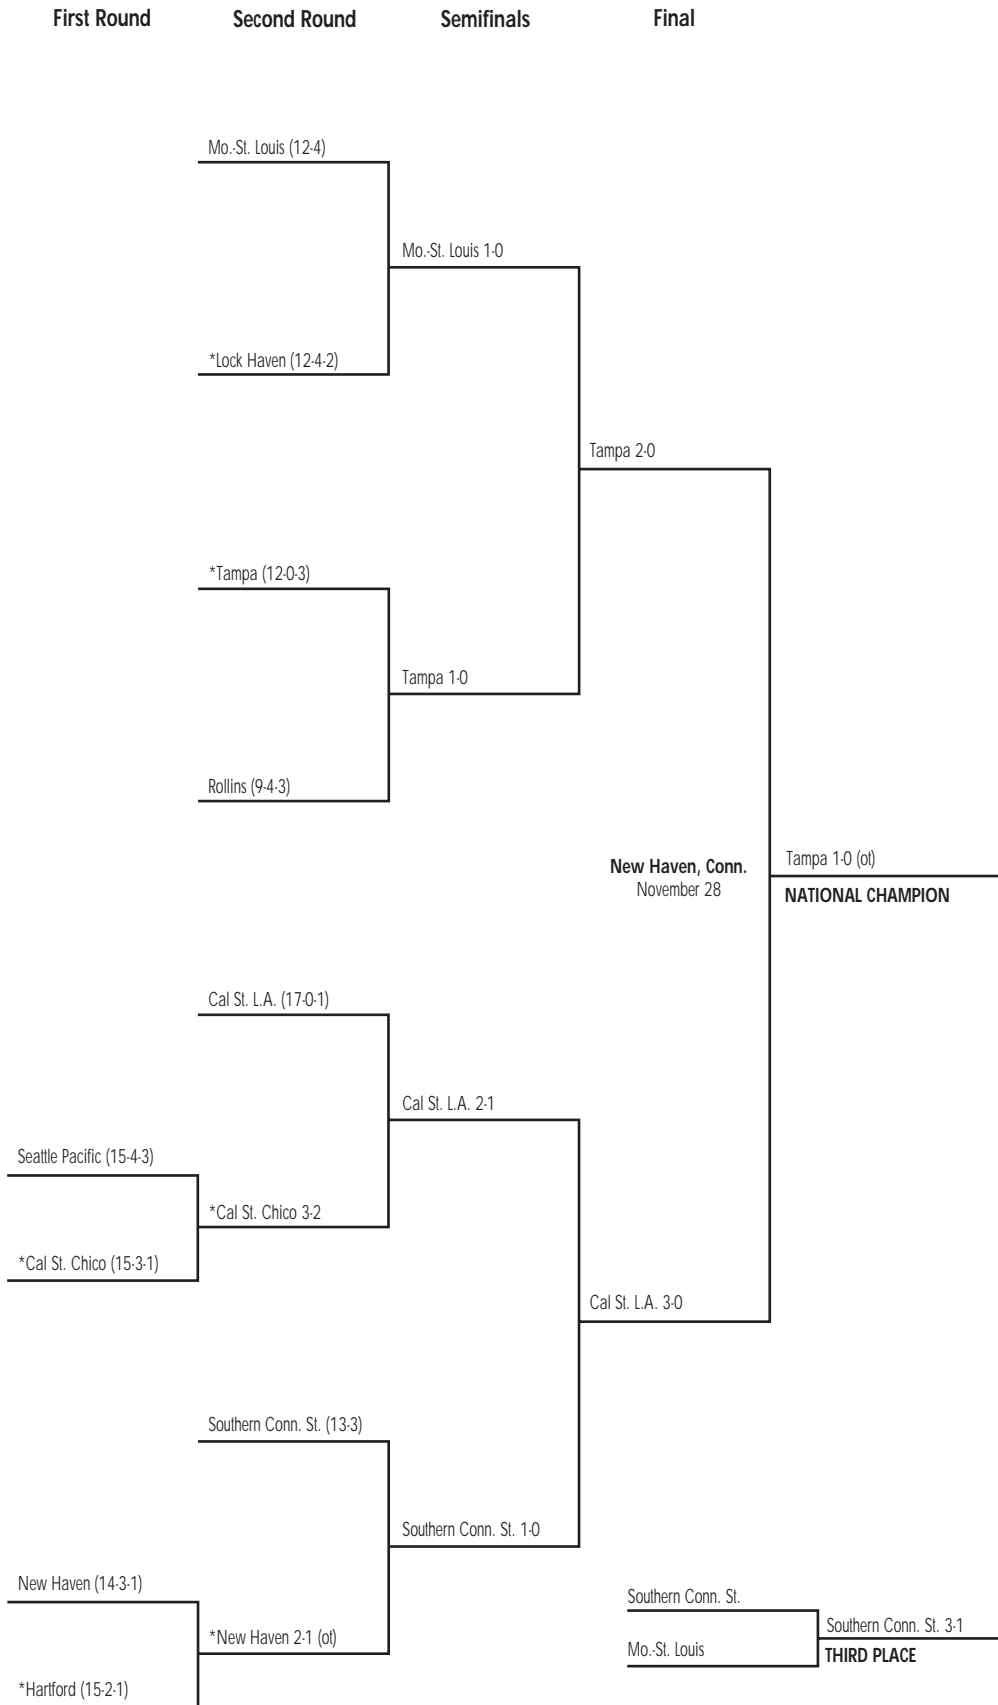 First Round Second Round Semifinals Final
Mo.-St. Louis (12-4)
Mo.-St. Louis 1-0
*Lock Haven (12-4-2)
Tampa 2-0
*Tampa (12-0-3)
Tampa 1-0
Rollins (9-4-3)
New Haven, Conn.
November 28
Tampa 1-0 (ot)
NATIONAL CHAMPION
Cal St. L.A. (17-0-1)
Cal St. L.A. 2-1
Seattle Pacific (15-4-3)
*Cal St. Chico 3-2
*Cal St. Chico (15-3-1)
Cal St. L.A. 3-0
Southern Conn. St. (13-3)
Southern Conn. St. 1-0
New Haven (14-3-1)
*New Haven 2-1 (ot)
*Hartford (15-2-1)
Southern Conn. St.
Southern Conn. St. 3-1
Mo.-St. Louis
THIRD PLACE